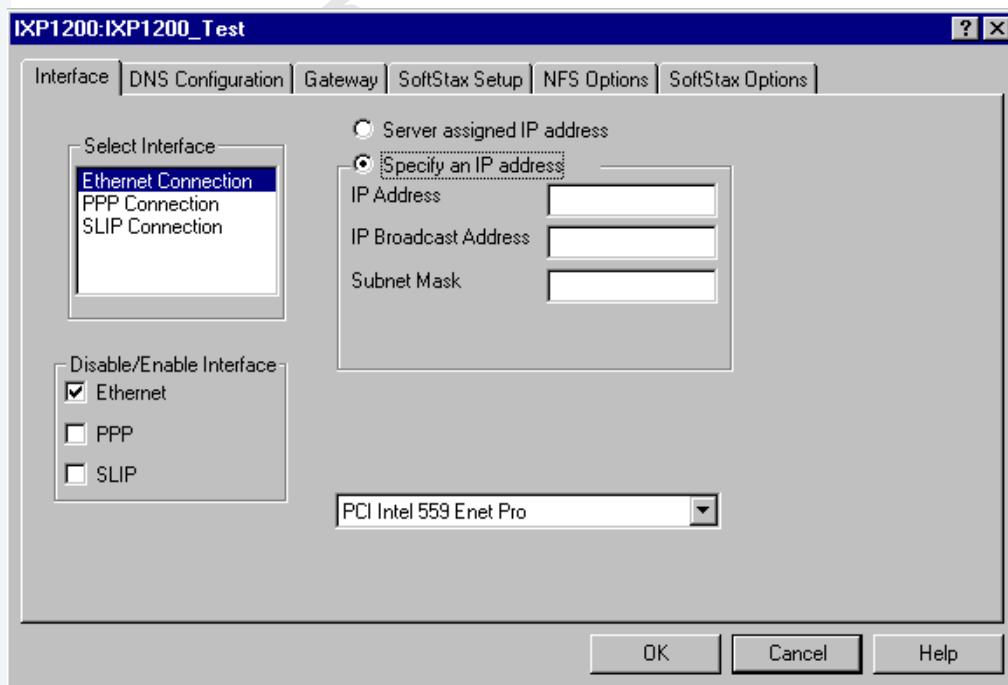 IXP1200:IXP1200_Test
Interface
DNS Configuration
Gateway
SoftStax Setup
NFS Options
SoftStax Options
Select Interface
Ethernet Connection
PPP Connection
SLIP Connection
Server assigned IP address
Specify an IP address
IP Address
IP Broadcast Address
Subnet Mask
Disable/Enable Interface
Ethernet
PPP
SLIP
PCI Intel 559 Enet Pro
OK
Cancel
Help